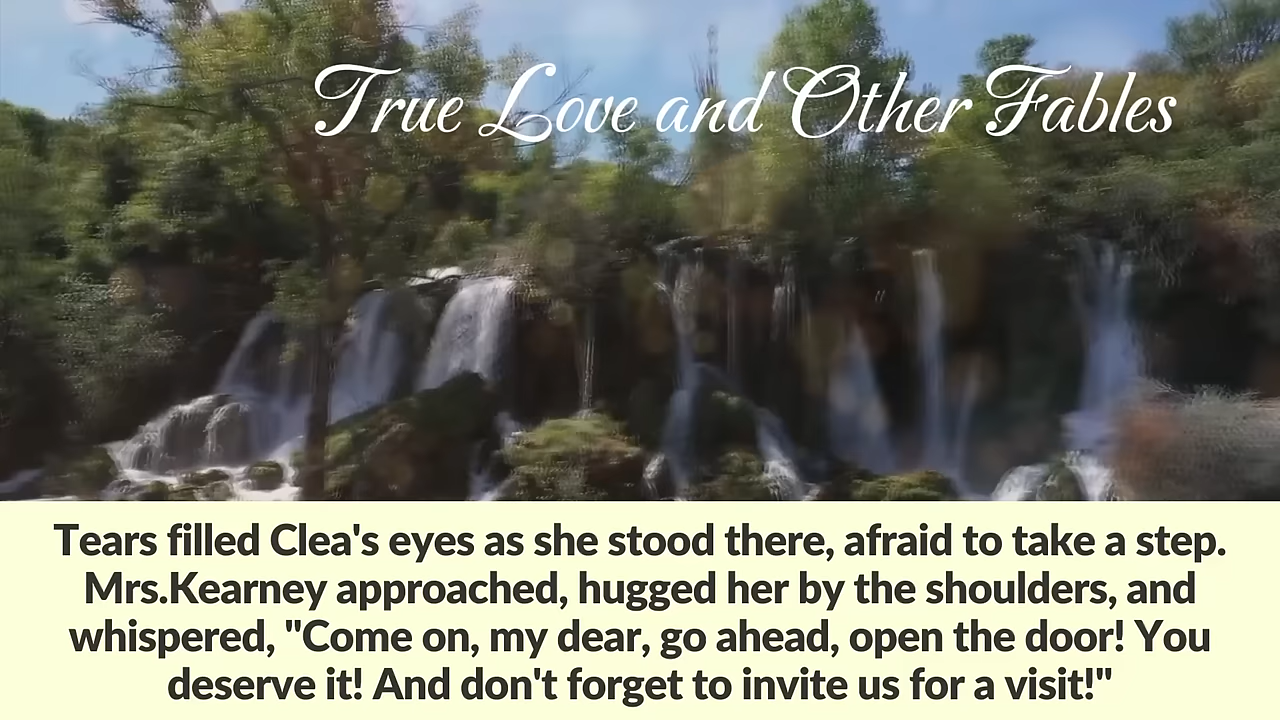 True Love and Other Fables
Tears filled Clea's eyes as she stood there, afraid to take a step.
Mrs.Kearney approached, hugged her by the shoulders, and
whispered, "Come on, my dear, go ahead, open the door! You
deserve it! And don't forget to invite us for a visit!"